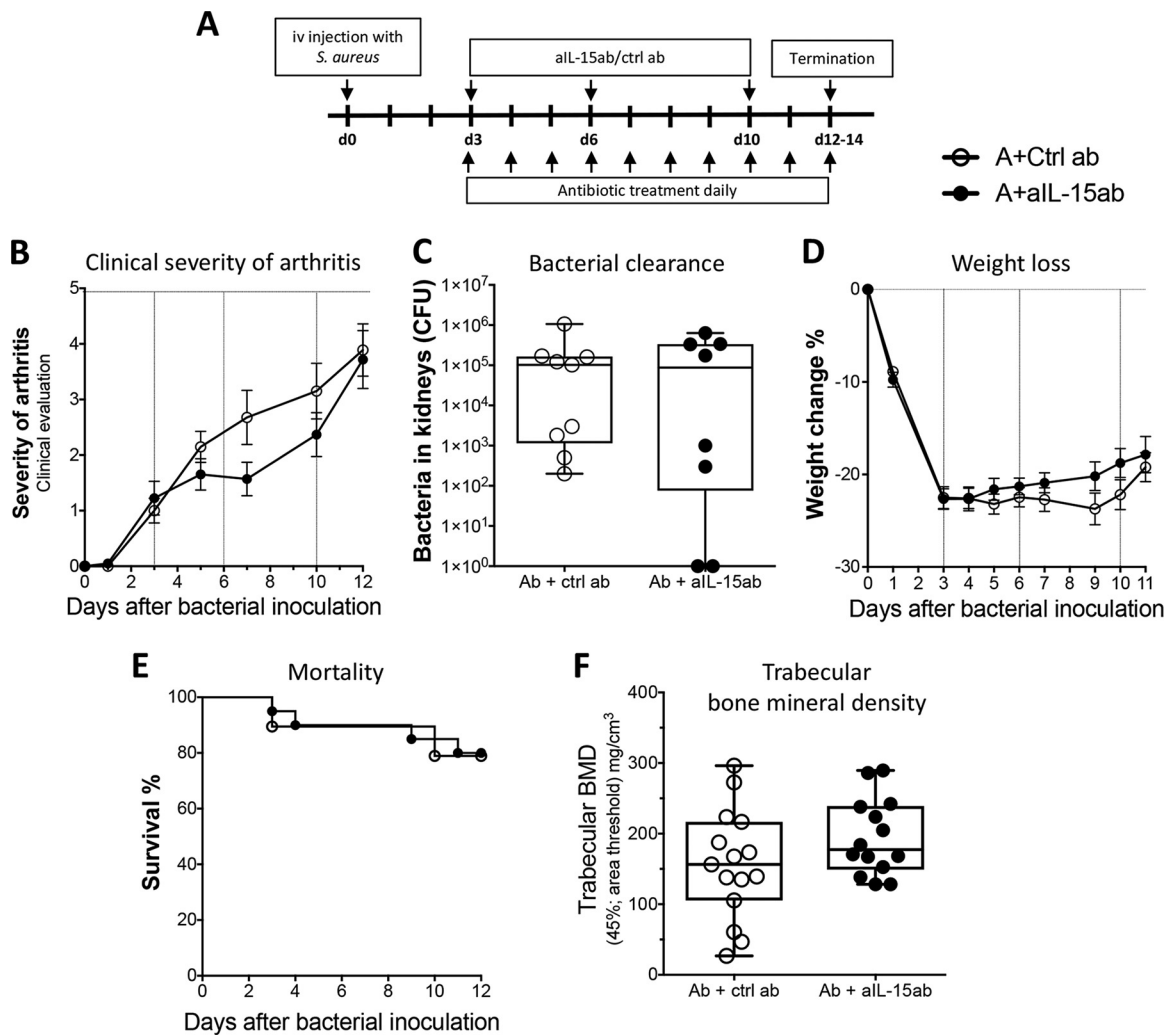 A
iv injection with
S. aureus
aIL-15ab/ctrl ab
Termination
d0
d3
d6
d10
d12-14
Antibiotic treatment daily
A+Ctrl ab
A+aIL-15ab
B
Clinical severity of arthritis
Severity of arthritis
Clinical evaluation
5
4
3
2
1
0
0 2 4 6 8 10 12
Days after bacterial inoculation
C
Bacterial clearance
Bacteria in kidneys (CFU)
1×10⁷
1×10⁶
1×10⁵
1×10⁴
1×10³
1×10²
1×10¹
1×10⁰
Ab + ctrl ab
Ab + aIL-15ab
D
Weight loss
Weight change %
0
-10
-20
-30
0 1 2 3 4 5 6 7 8 9 10 11
Days after bacterial inoculation
E
Mortality
Survival %
100
80
60
40
20
0
0 2 4 6 8 10 12
Days after bacterial inoculation
F
Trabecular
bone mineral density
Trabecular BMD
(45%; area threshold) mg/cm³
400
300
200
100
0
Ab + ctrl ab
Ab + aIL-15ab